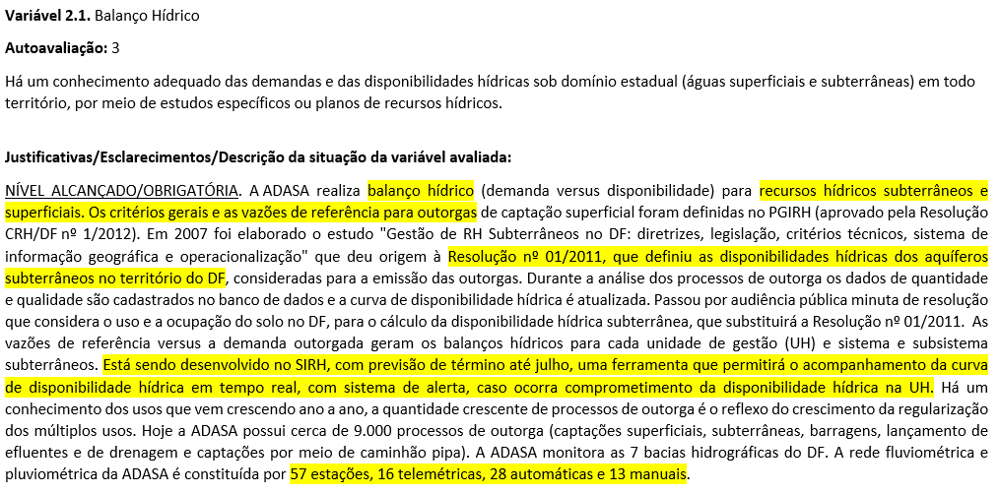 Variável 2.1. Balanço Hídrico
Autoavaliação: 3
Há um conhecimento adequado das demandas e das disponibilidades hídricas sob domínio estadual (águas superficiais e subterrâneas) em todo
território, por meio de estudos específicos ou planos de recursos hídricos.
Justificativas/Esclarecimentos/Descrição da situação da variável avaliada:
NÍVEL ALCANÇADO/OBRIGATÓRIA. A ADASA realiza balanço hídrico (demanda versus disponibilidade) para recursos hídricos subterrâneos e
superficiais. Os critérios gerais e as vazões de referência para outorgas de captação superficial foram definidas no PGIRH (aprovado pela Resolução
CRH/DF nº 1/2012). Em 2007 foi elaborado o estudo "Gestão de RH Subterrâneos no DF: diretrizes, legislação, critérios técnicos, sistema de
informação geográfica e operacionalização" que deu origem à Resolução nº 01/2011, que definiu as disponibilidades hídricas dos aquíferos
subterrâneos no território do DF, consideradas para a emissão das outorgas. Durante a análise dos processos de outorga os dados de quantidade
e qualidade são cadastrados no banco de dados e a curva de disponibilidade hídrica é atualizada. Passou por audiência pública minuta de resolução
que considera o uso e a ocupação do solo no DF, para o cálculo da disponibilidade hídrica subterrânea, que substituirá a Resolução nº 01/2011. As
vazões de referência versus a demanda outorgada geram os balanços hídricos para cada unidade de gestão (UH) e sistema e subsistema
subterrâneos. Está sendo desenvolvido no SIRH, com previsão de término até julho, uma ferramenta que permitirá o acompanhamento da curva
de disponibilidade hídrica em tempo real, com sistema de alerta, caso ocorra comprometimento da disponibilidade hídrica na UH. Há um
conhecimento dos usos que vem crescendo ano a ano, a quantidade crescente de processos de outorga é o reflexo do crescimento da regularização
dos múltiplos usos. Hoje a ADASA possui cerca de 9.000 processos de outorga (captações superficiais, subterrâneas, barragens, lançamento de
efluentes e de drenagem e captações por meio de caminhão pipa). A ADASA monitora as 7 bacias hidrográficas do DF. A rede fluviométrica e
pluviométrica da ADASA é constituída por 57 estações, 16 telemétricas, 28 automáticas e 13 manuais.